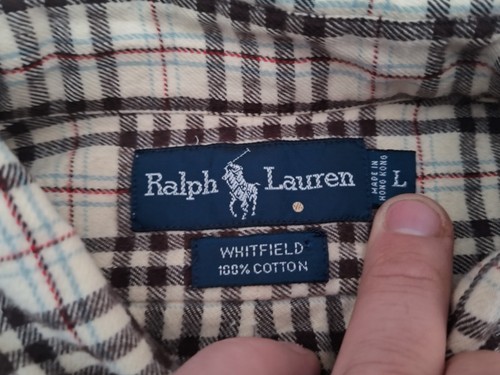 Ralph Lauren
MADE IN
HONG KONG
L
WHITFIELD
100% COTTON